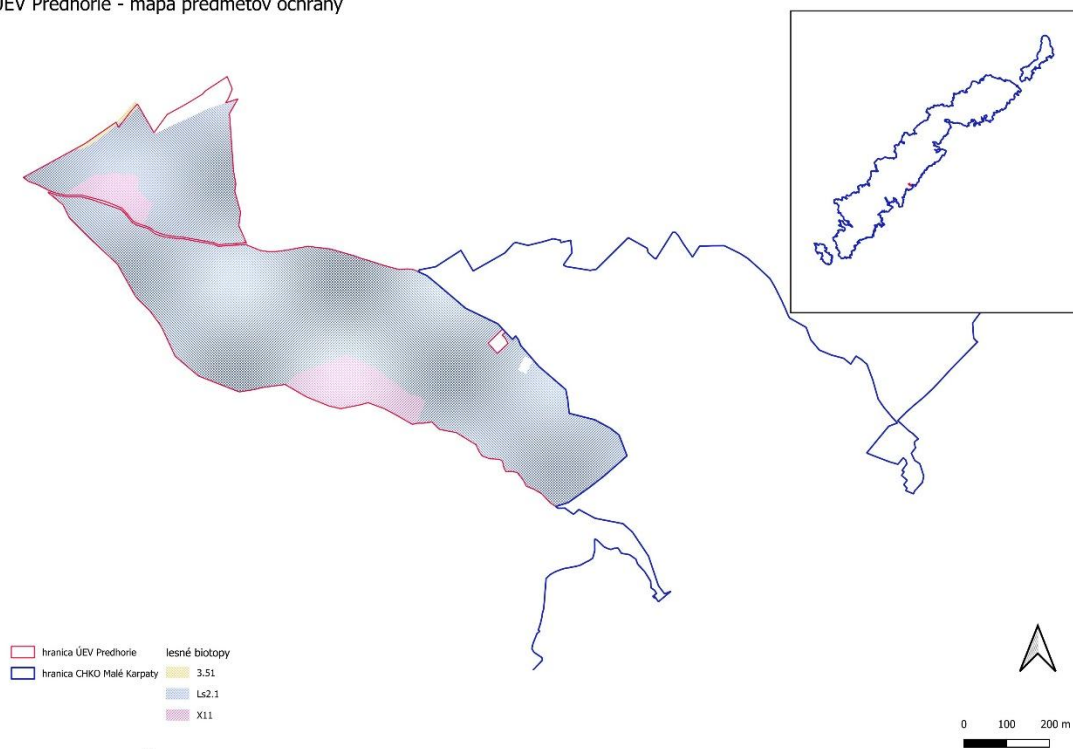 ÚEV Predhorie - mapa predmetov ochrany
hranica ÚEV Predhorie
hranica CHKO Malé Karpaty
lesné biotopy
3.51
Ls2.1
X11
0 100 200 m